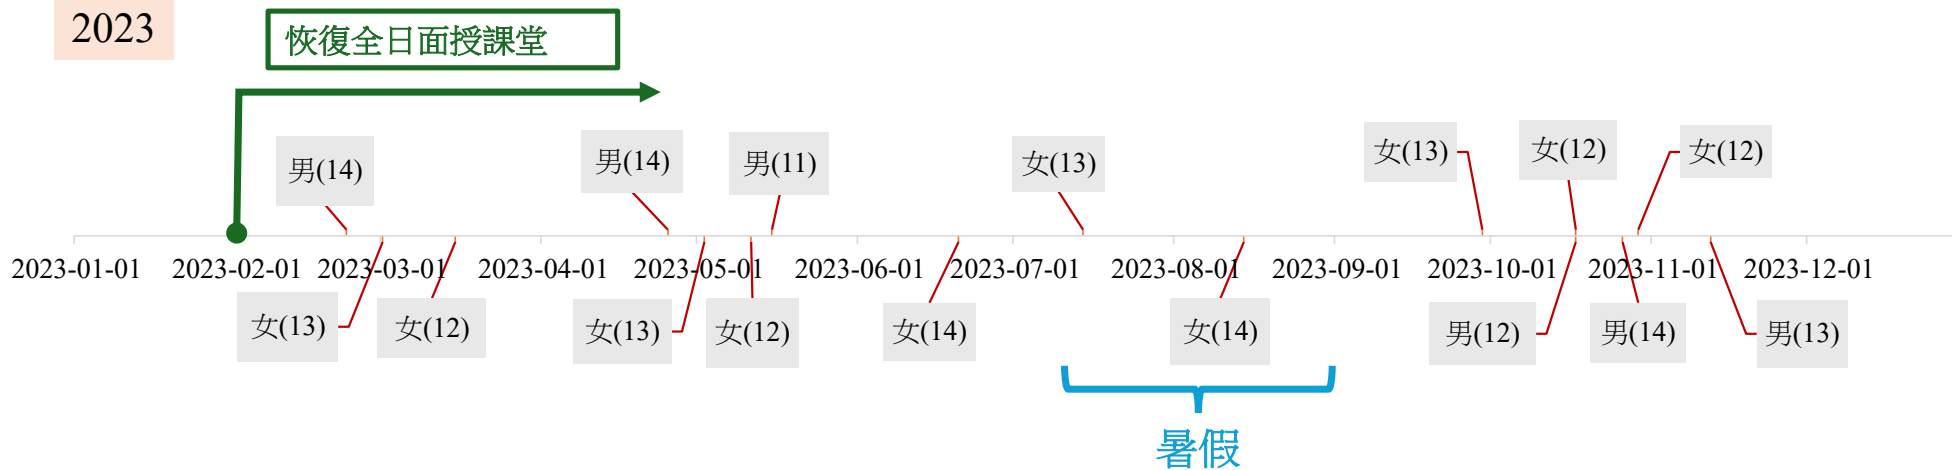 2023
恢復全日面授課堂
男(14)
男(14)
男(11)
女(13)
女(13)
女(12)
女(12)
2023-01-01
2023-02-01
2023-03-01
2023-04-01
2023-05-01
2023-06-01
2023-07-01
2023-08-01
2023-09-01
2023-10-01
2023-11-01
2023-12-01
女(13)
女(12)
女(13)
女(12)
女(14)
女(14)
男(12)
男(14)
男(13)
暑假